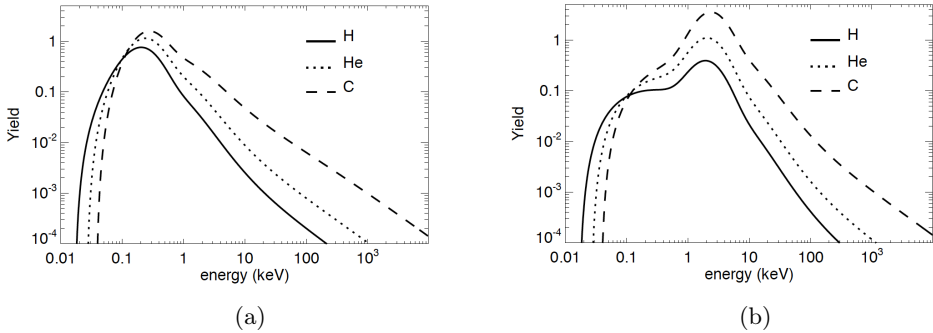 H
He
C
Yield
1
0.1
10⁻²
10⁻³
10⁻⁴
0.01 0.1 1 10 100 10³
energy (keV)
(a)
H
He
C
Yield
1
0.1
10⁻²
10⁻³
10⁻⁴
0.01 0.1 1 10 100 10³
energy (keV)
(b)